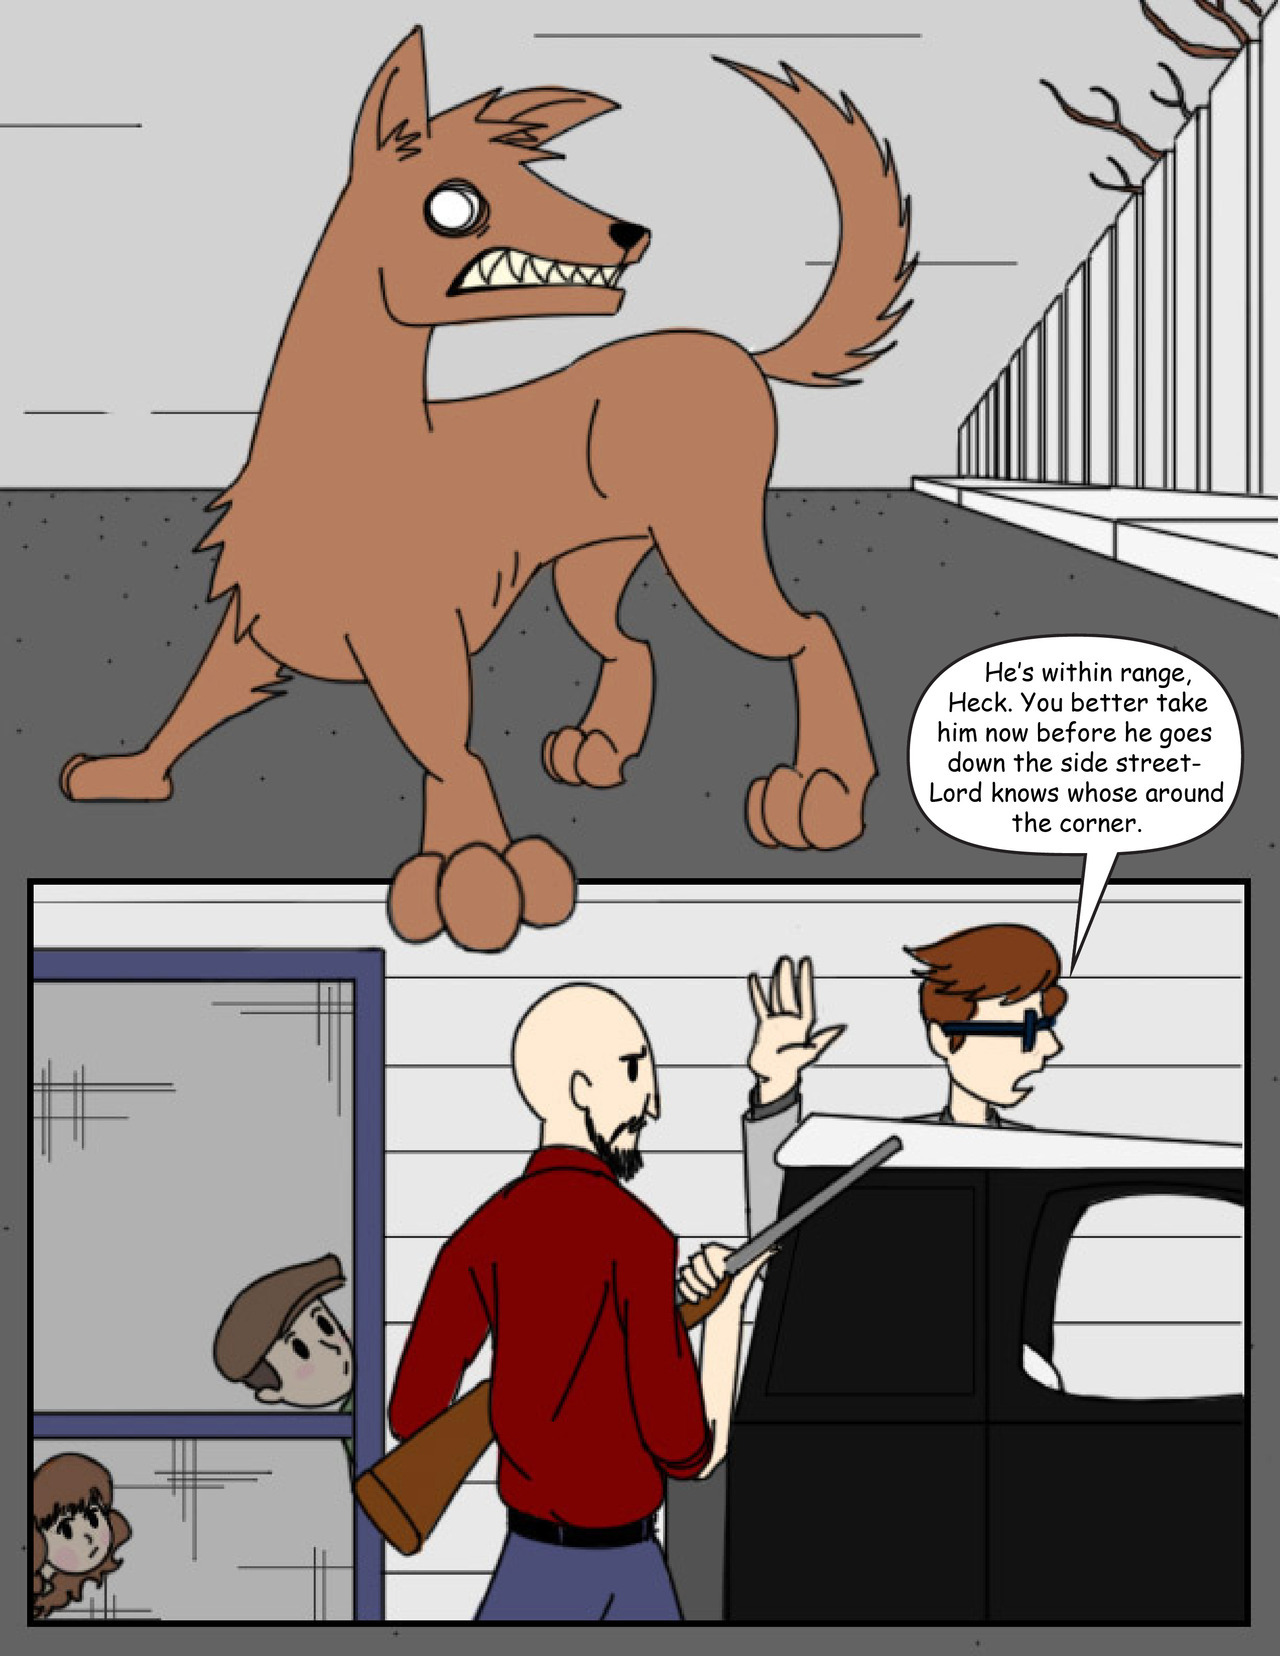 He's within range,
Heck. You better take
him now before he goes
down the side street-
Lord knows whose around
the corner.